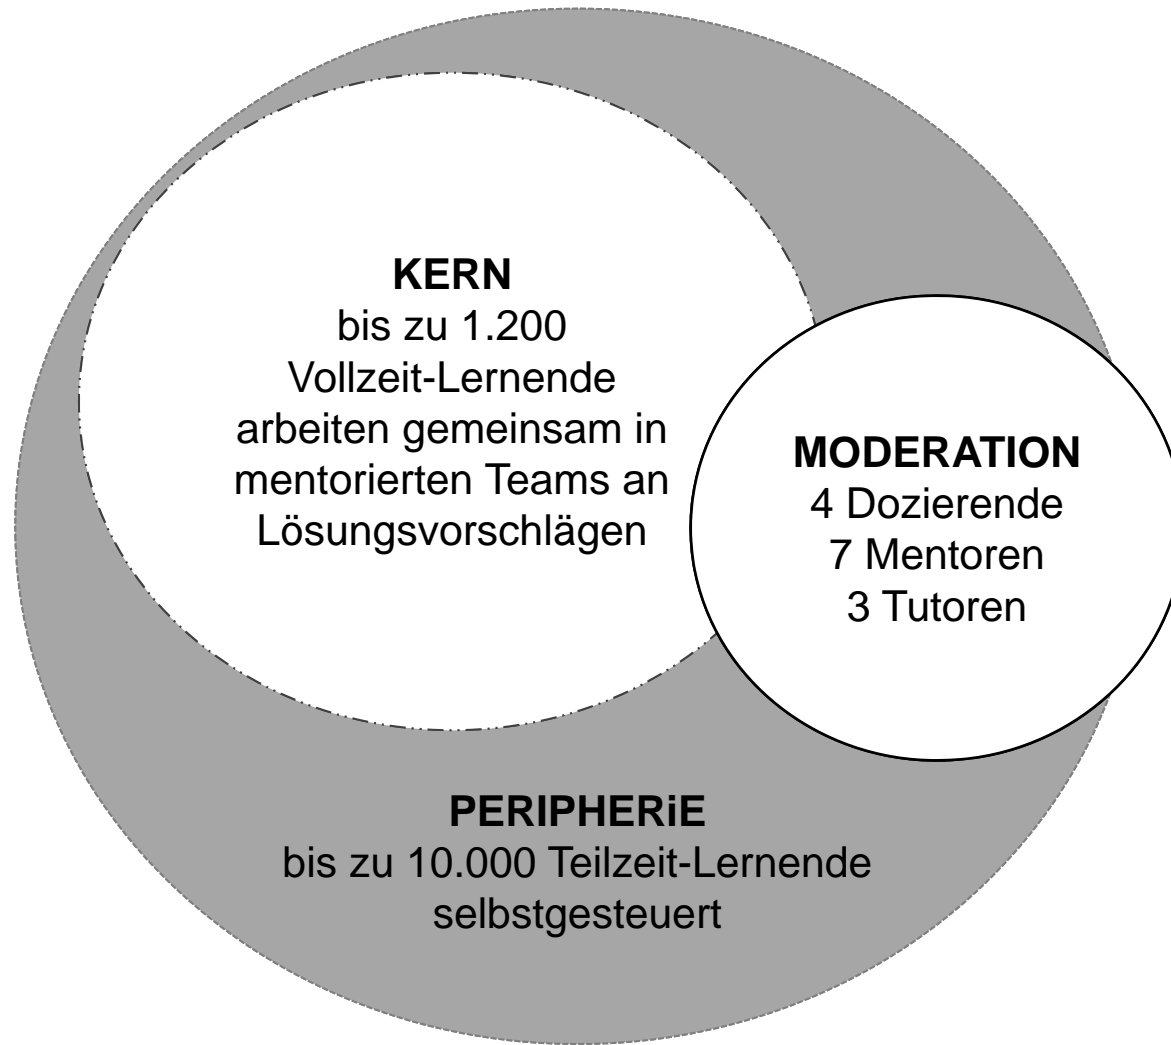 KERN
bis zu 1.200
Vollzeit-Lernende
arbeiten gemeinsam in
mentorierten Teams an
Lösungsvorschlägen
MODERATION
4 Dozierende
7 Mentoren
3 Tutoren
PERIPHERiE
bis zu 10.000 Teilzeit-Lernende
selbstgesteuert